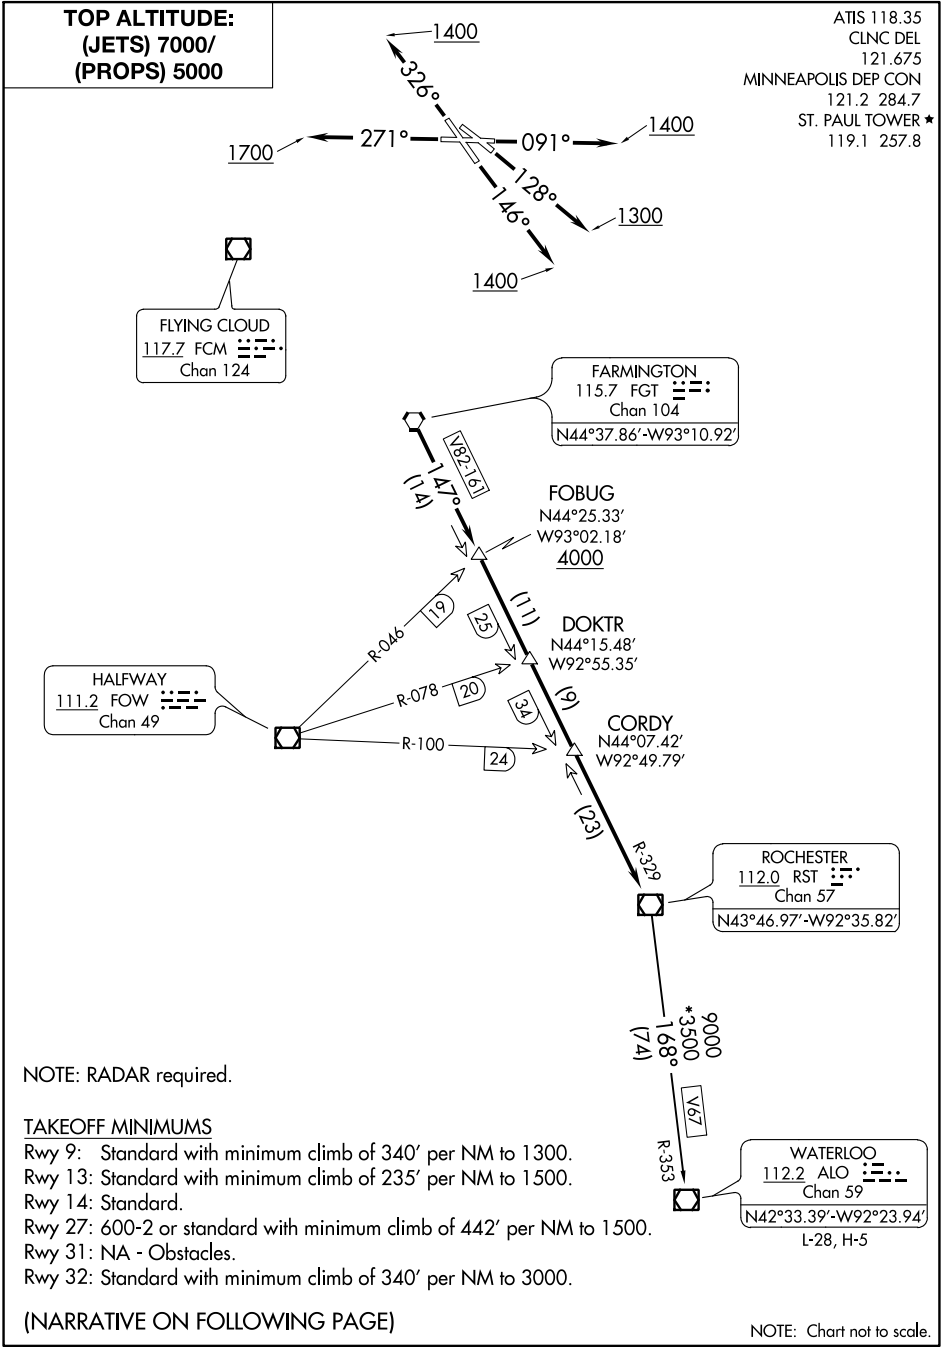 TOP ALTITUDE:
(JETS) 7000/
(PROPS) 5000
ATIS 118.35
CLNC DEL
121.675
MINNEAPOLIS DEP CON
121.2 284.7
ST. PAUL TOWER ★
119.1 257.8
1400
326°
1700
271°
091°
1400
128°
1300
146°
1400
FLYING CLOUD
117.7 FCM
Chan 124
FARMINGTON
115.7 FGT
Chan 104
N44°37.86′-W93°10.92′
V82-161
147°
(14)
FOBUG
N44°25.33′
W93°02.18′
4000
(11)
R-046
19
25
DOKTR
N44°15.48′
W92°55.35′
HALFWAY
111.2 FOW
Chan 49
R-078
20
(9)
34
CORDY
N44°07.42′
W92°49.79′
R-100
24
(23)
R-329
ROCHESTER
112.0 RST
Chan 57
N43°46.97′-W92°35.82′
9000
*3500
168°
(74)
V67
R-353
WATERLOO
112.2 ALO
Chan 59
N42°33.39′-W92°23.94′
L-28, H-5
NOTE: RADAR required.
TAKEOFF MINIMUMS
Rwy 9: Standard with minimum climb of 340′ per NM to 1300.
Rwy 13: Standard with minimum climb of 235′ per NM to 1500.
Rwy 14: Standard.
Rwy 27: 600-2 or standard with minimum climb of 442′ per NM to 1500.
Rwy 31: NA - Obstacles.
Rwy 32: Standard with minimum climb of 340′ per NM to 3000.
(NARRATIVE ON FOLLOWING PAGE)
NOTE: Chart not to scale.